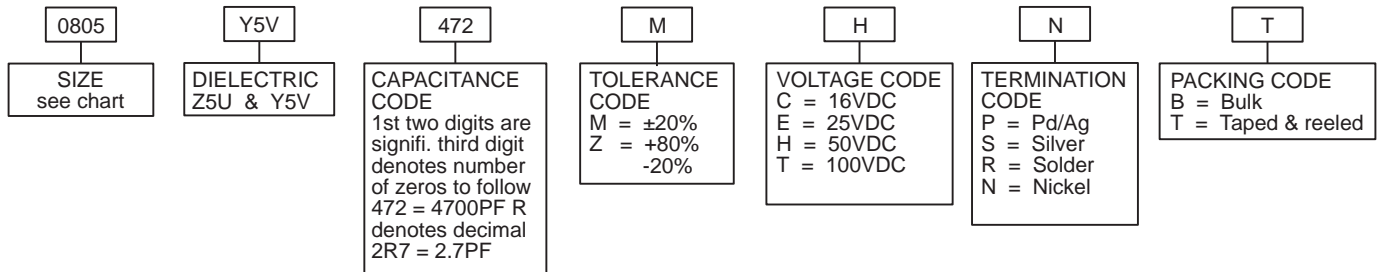 0805
Y5V
472
M
H
N
T
SIZE
see chart
DIELECTRIC
Z5U & Y5V
CAPACITANCE
CODE
1st two digits are
signifi. third digit
denotes number
of zeros to follow
472 = 4700PF R
denotes decimal
2R7 = 2.7PF
TOLERANCE
CODE
M = ±20%
Z = +80%
-20%
VOLTAGE CODE
C = 16VDC
E = 25VDC
H = 50VDC
T = 100VDC
TERMINATION
CODE
P = Pd/Ag
S = Silver
R = Solder
N = Nickel
PACKING CODE
B = Bulk
T = Taped & reeled